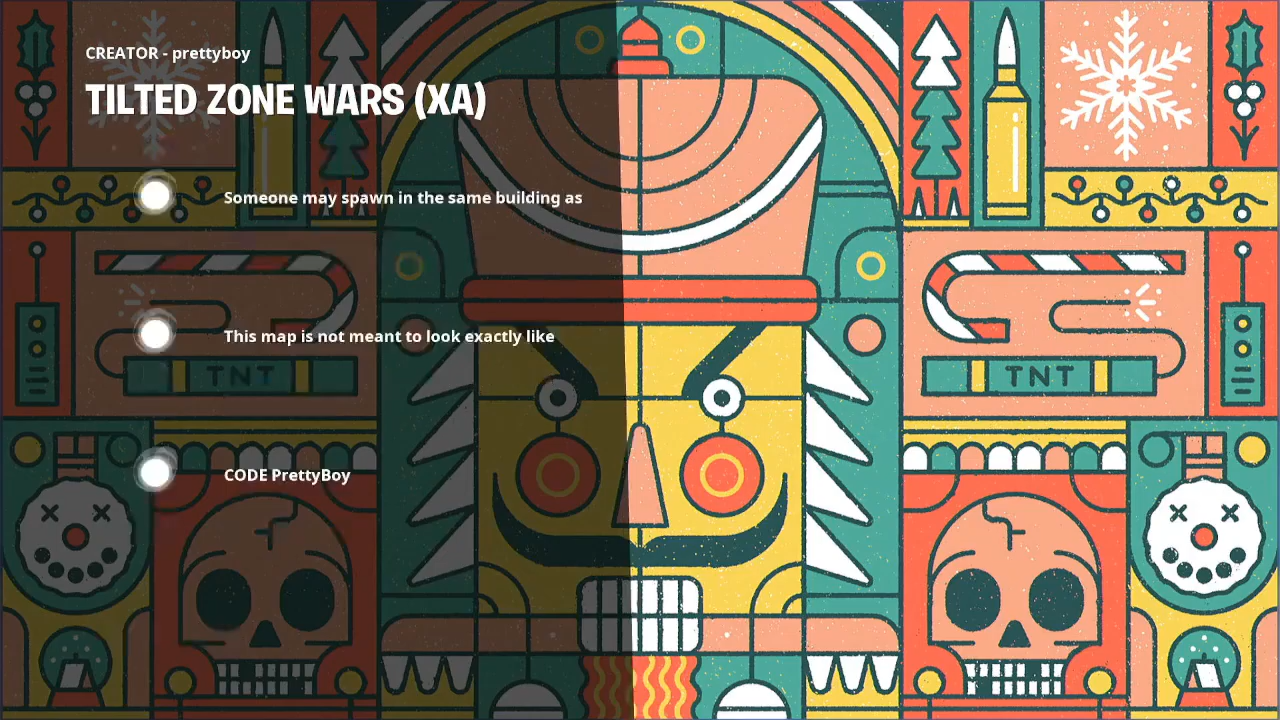 CREATOR - prettyboy
TILTED ZONE WARS (XA)
Someone may spawn in the same building as
This map is not meant to look exactly like
TNT TNT
CODE PrettyBoy